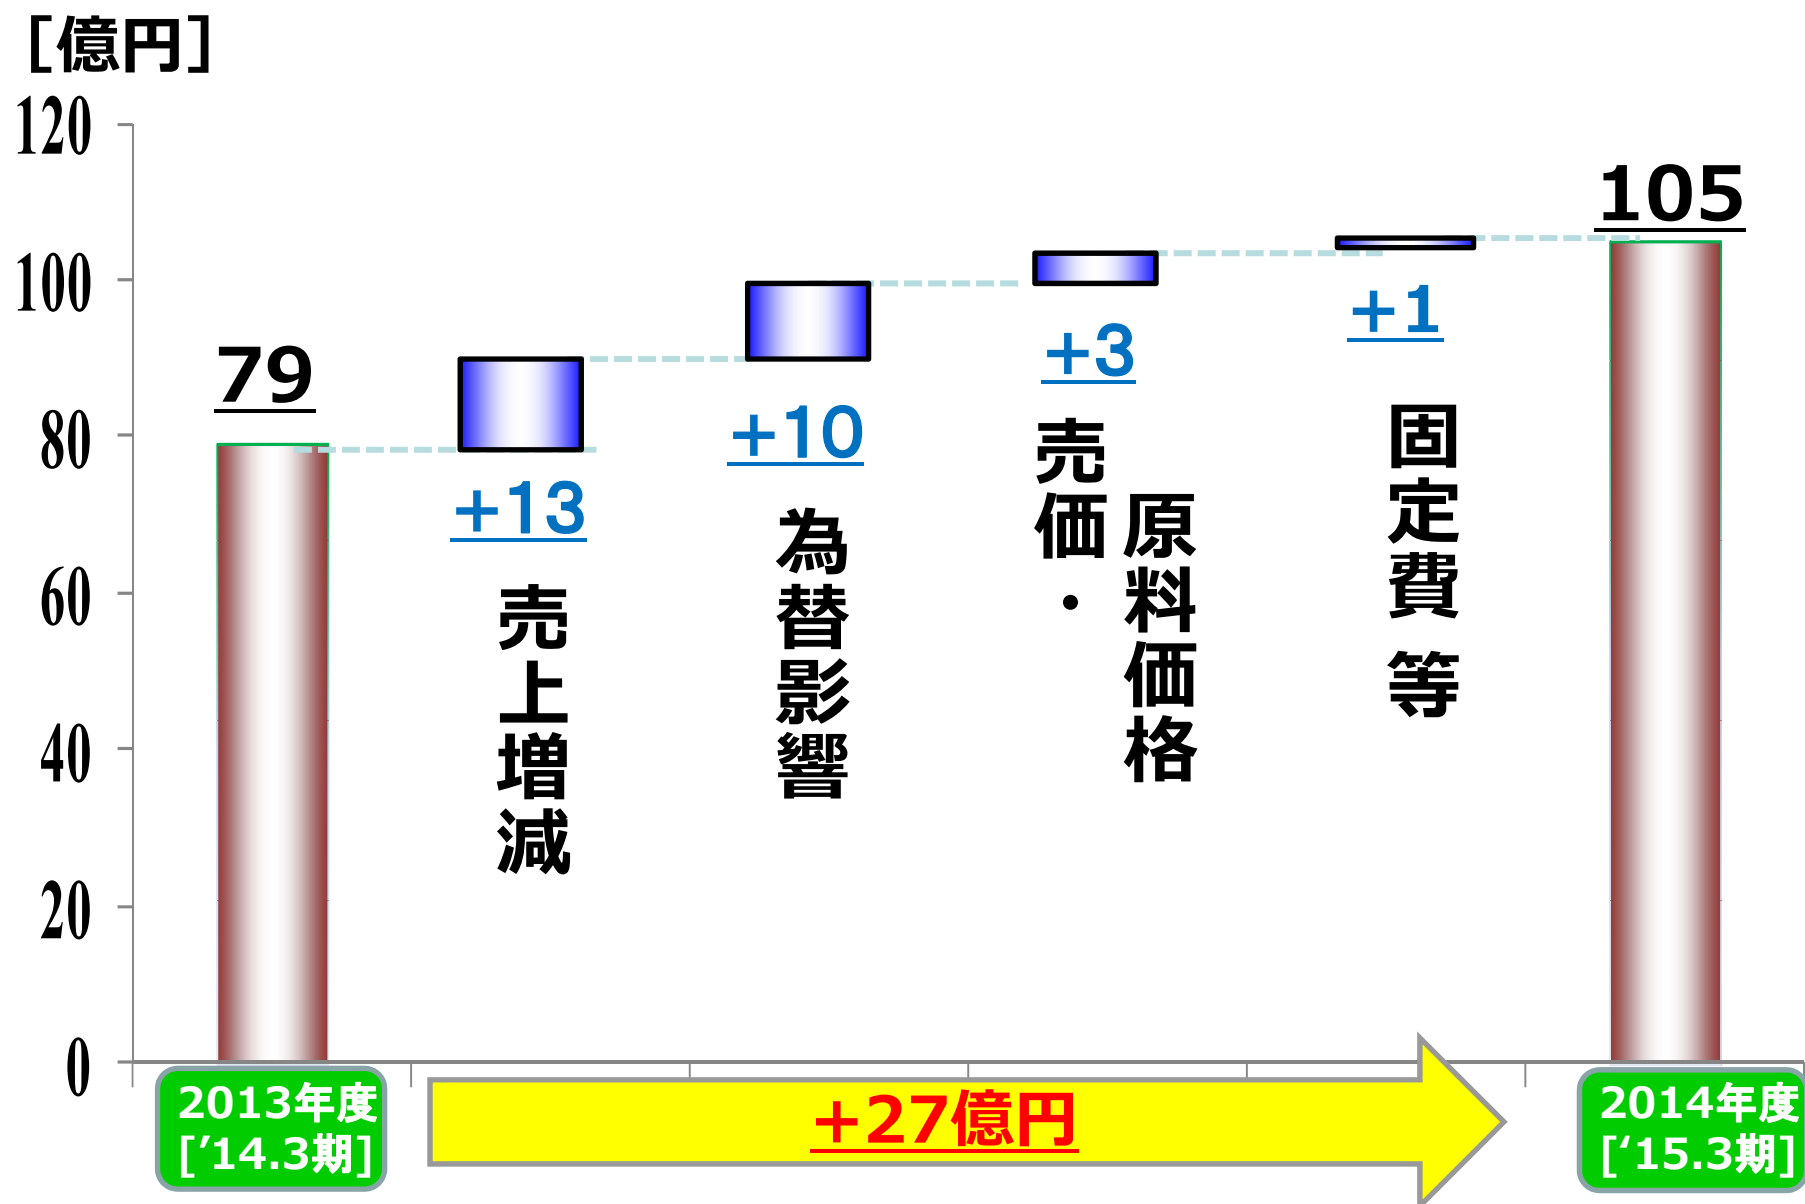 ［億円］
120
100
80
60
40
20
0
79
+13
売上増減
+10
為替影響
+3
売価・
原料価格
+1
固定費 等
105
2013年度
[’14.3期]
+27億円
2014年度
[‘15.3期]